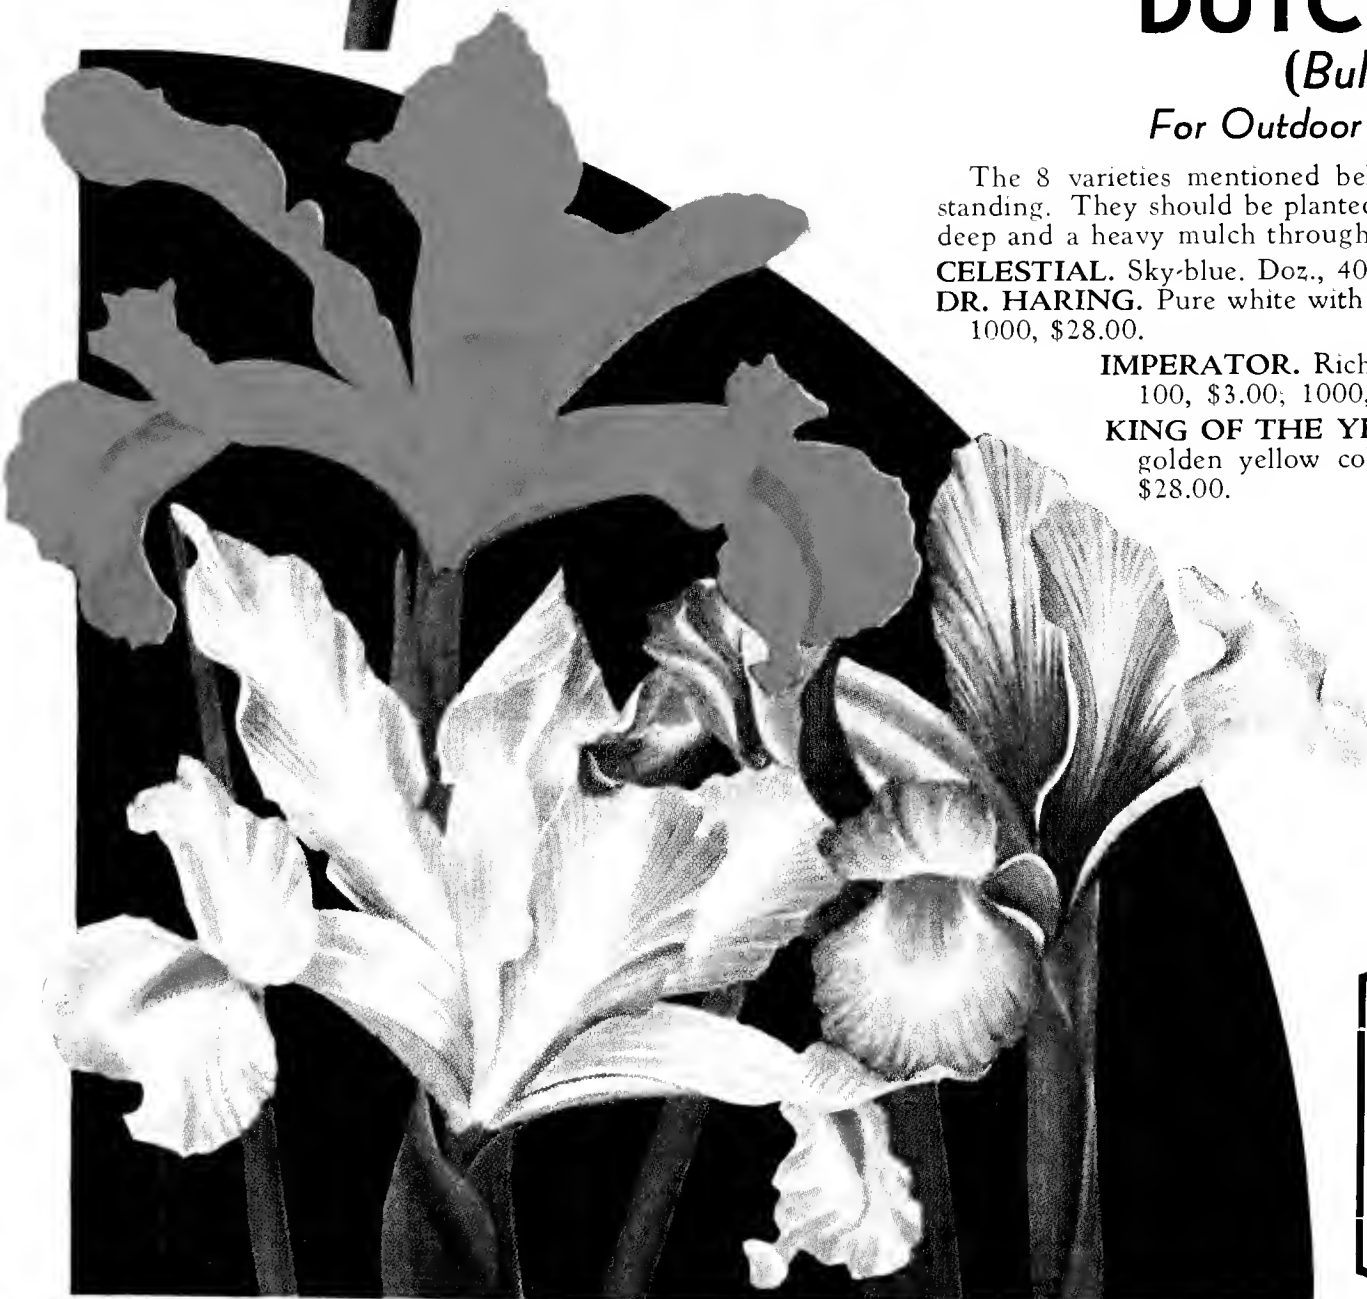 DUTC
(Bul
For Outdoor
The 8 varieties mentioned be
standing. They should be planted
deep and a heavy mulch through
CELESTIAL. Sky-blue. Doz., 40
DR. HARING. Pure white with
1000, $28.00.
IMPERATOR. Rich
100, $3.00; 1000,
KING OF THE YE
golden yellow co
$28.00.